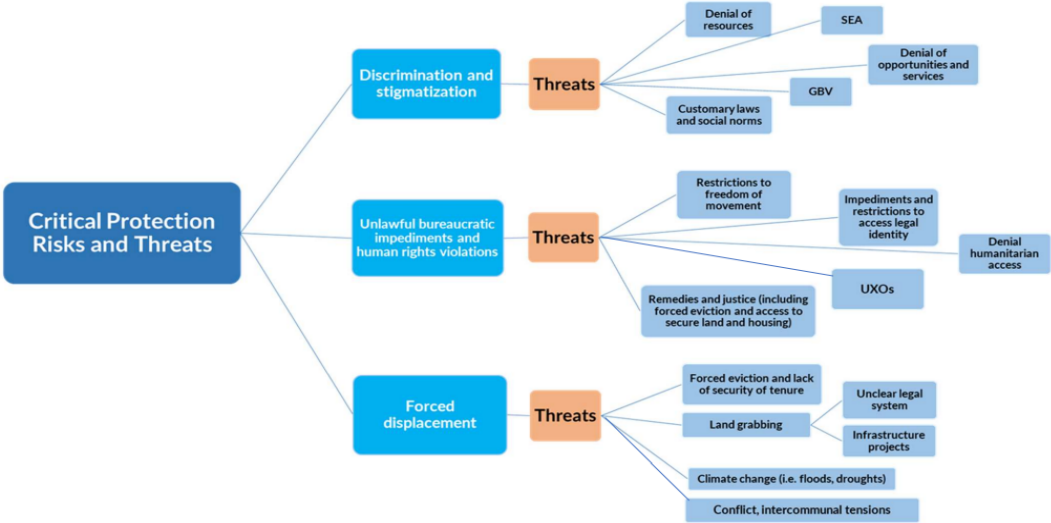 Critical Protection
Risks and Threats
Discrimination and
stigmatization
Threats
Denial of
resources
SEA
Denial of
opportunities and
services
GBV
Customary laws
and social norms
Unlawful bureaucratic
impediments and
human rights violations
Threats
Restrictions to
freedom of
movement
Impediments and
restrictions to
access legal
identity
Denial
humanitarian
access
UXOs
Remedies and justice (including
forced eviction and access to
secure land and housing)
Forced
displacement
Threats
Forced eviction and lack
of security of tenure
Land grabbing
Unclear legal
system
Infrastructure
projects
Climate change (i.e. floods, droughts)
Conflict, intercommunal tensions